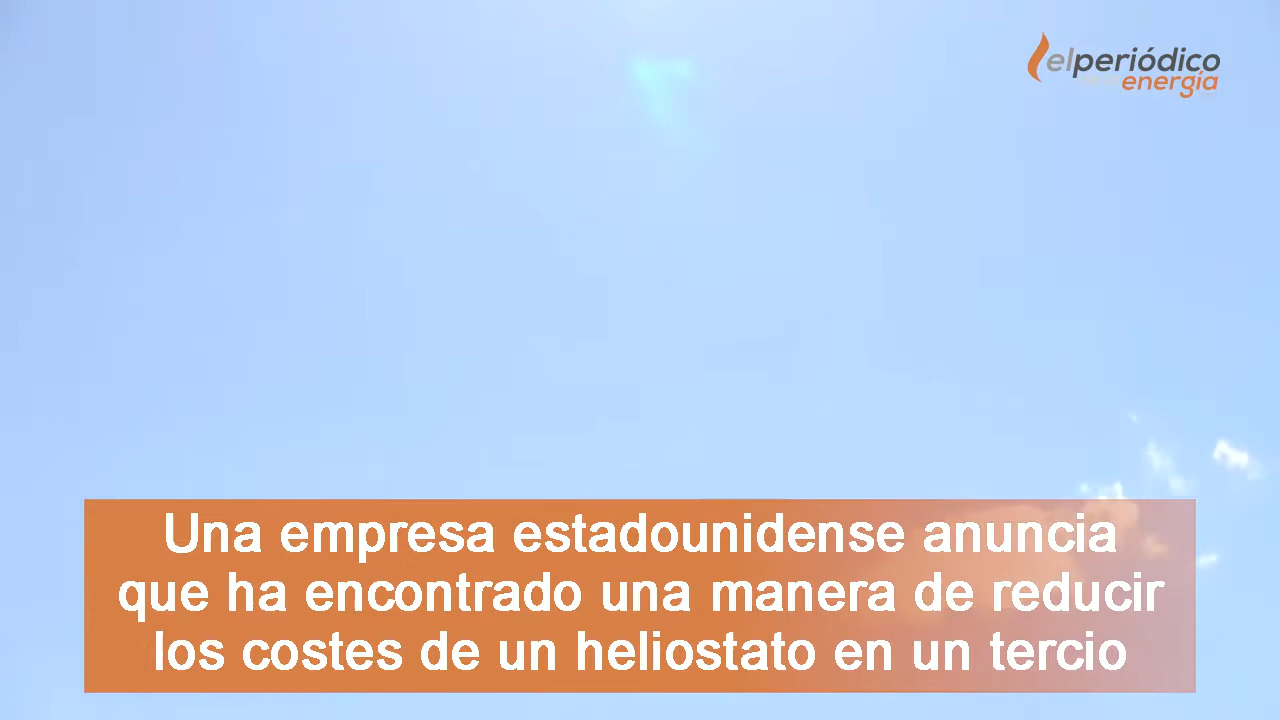 elperiódico
energía
Una empresa estadounidense anuncia
que ha encontrado una manera de reducir
los costes de un heliostato en un tercio